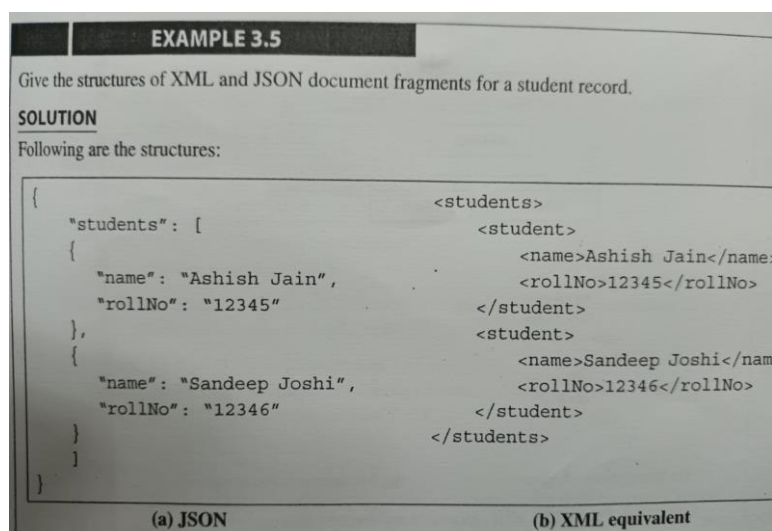 EXAMPLE 3.5
Give the structures of XML and JSON document fragments for a student record.
SOLUTION
Following are the structures:
{
"students": [
{
"name": "Ashish Jain",
"rollNo": "12345"
},
{
"name": "Sandeep Joshi",
"rollNo": "12346"
}
]
}
(a) JSON
<students>
<student>
<name>Ashish Jain</name>
<rollNo>12345</rollNo>
</student>
<student>
<name>Sandeep Joshi</nam
<rollNo>12346</rollNo>
</student>
</students>
(b) XML equivalent